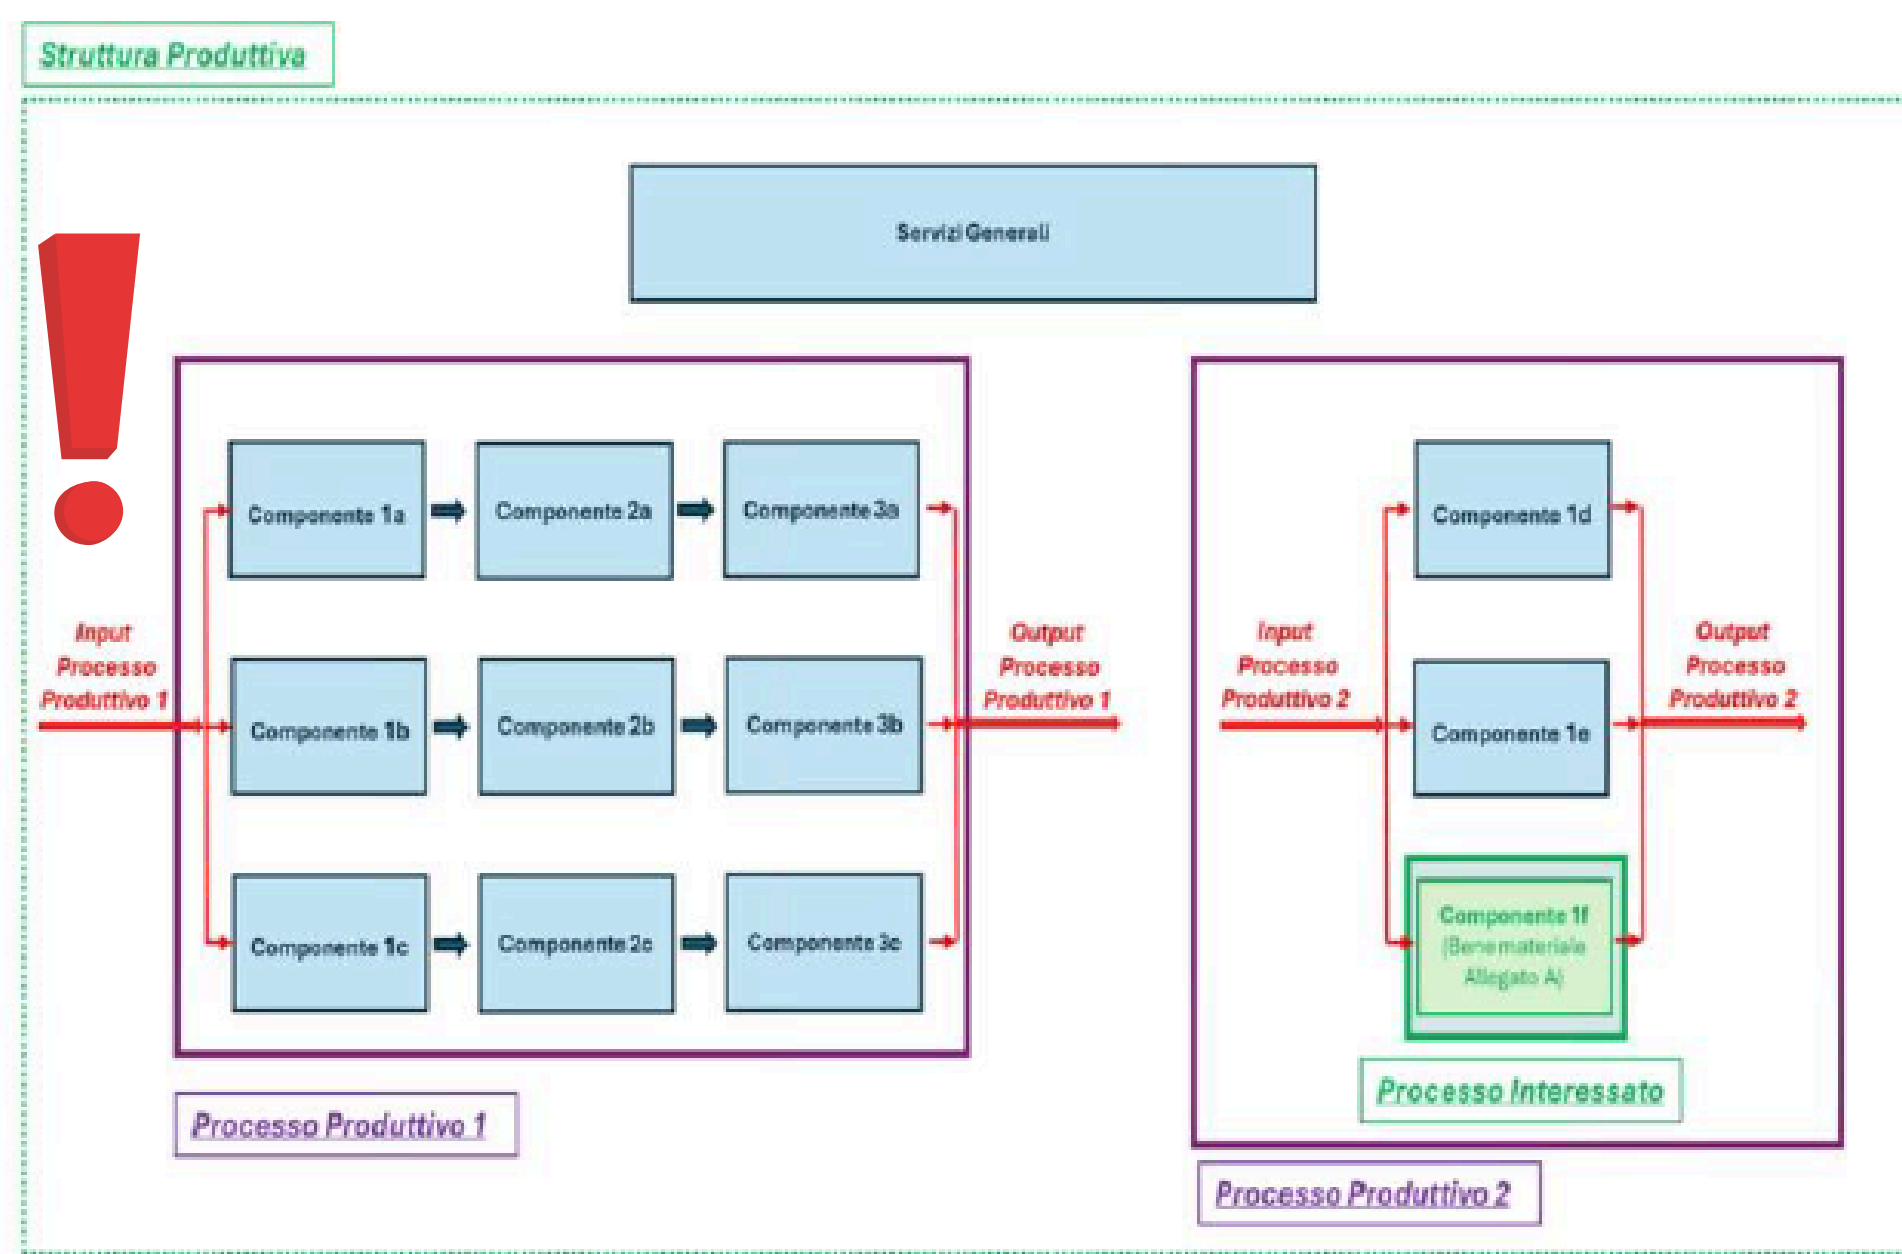 Struttura Produttiva
Servizi Generali
Componente 1a
Componente 2a
Componente 3a
Input
Processo
Produttivo 1
Componente 1b
Componente 2b
Componente 3b
Output
Processo
Produttivo 1
Componente 1c
Componente 2c
Componente 3c
Processo Produttivo 1
Componente 1d
Input
Processo
Produttivo 2
Componente 1e
Output
Processo
Produttivo 2
Componente 1f
(Bene materiale
Allegato A)
Processo Interessato
Processo Produttivo 2